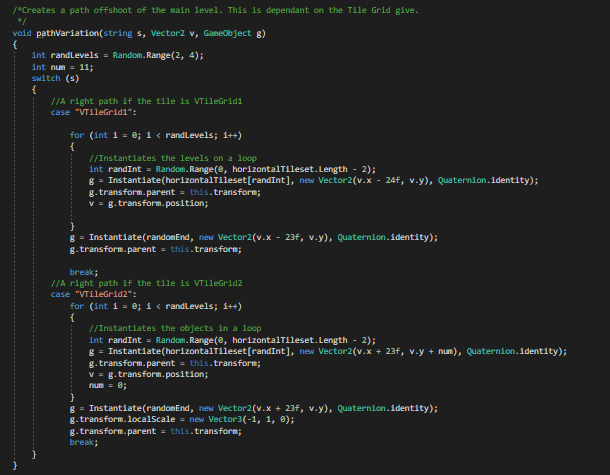 /*Creates a path offshoot of the main level. This is dependant on the Tile Grid give.
*/
void pathVariation(string s, Vector2 v, GameObject g)
{
int randLevels = Random.Range(2, 4);
int num = 11;
switch (s)
{
//A right path if the tile is VTileGrid1
case "VTileGrid1":
for (int i = 0; i < randLevels; i++)
{
//Instantiates the levels on a loop
int randInt = Random.Range(0, horizontalTileset.Length - 2);
g = Instantiate(horizontalTileset[randInt], new Vector2(v.x - 24f, v.y), Quaternion.identity);
g.transform.parent = this.transform;
v = g.transform.position;
}
g = Instantiate(randomEnd, new Vector2(v.x - 23f, v.y), Quaternion.identity);
g.transform.parent = this.transform;
break;
//A right path if the tile is VTileGrid2
case "VTileGrid2":
for (int i = 0; i < randLevels; i++)
{
//Instantiates the objects in a loop
int randInt = Random.Range(0, horizontalTileset.Length - 2);
g = Instantiate(horizontalTileset[randInt], new Vector2(v.x + 23f, v.y + num), Quaternion.identity);
g.transform.parent = this.transform;
v = g.transform.position;
num = 0;
}
g = Instantiate(randomEnd, new Vector2(v.x + 23f, v.y), Quaternion.identity);
g.transform.localScale = new Vector3(-1, 1, 0);
g.transform.parent = this.transform;
break;
}
}